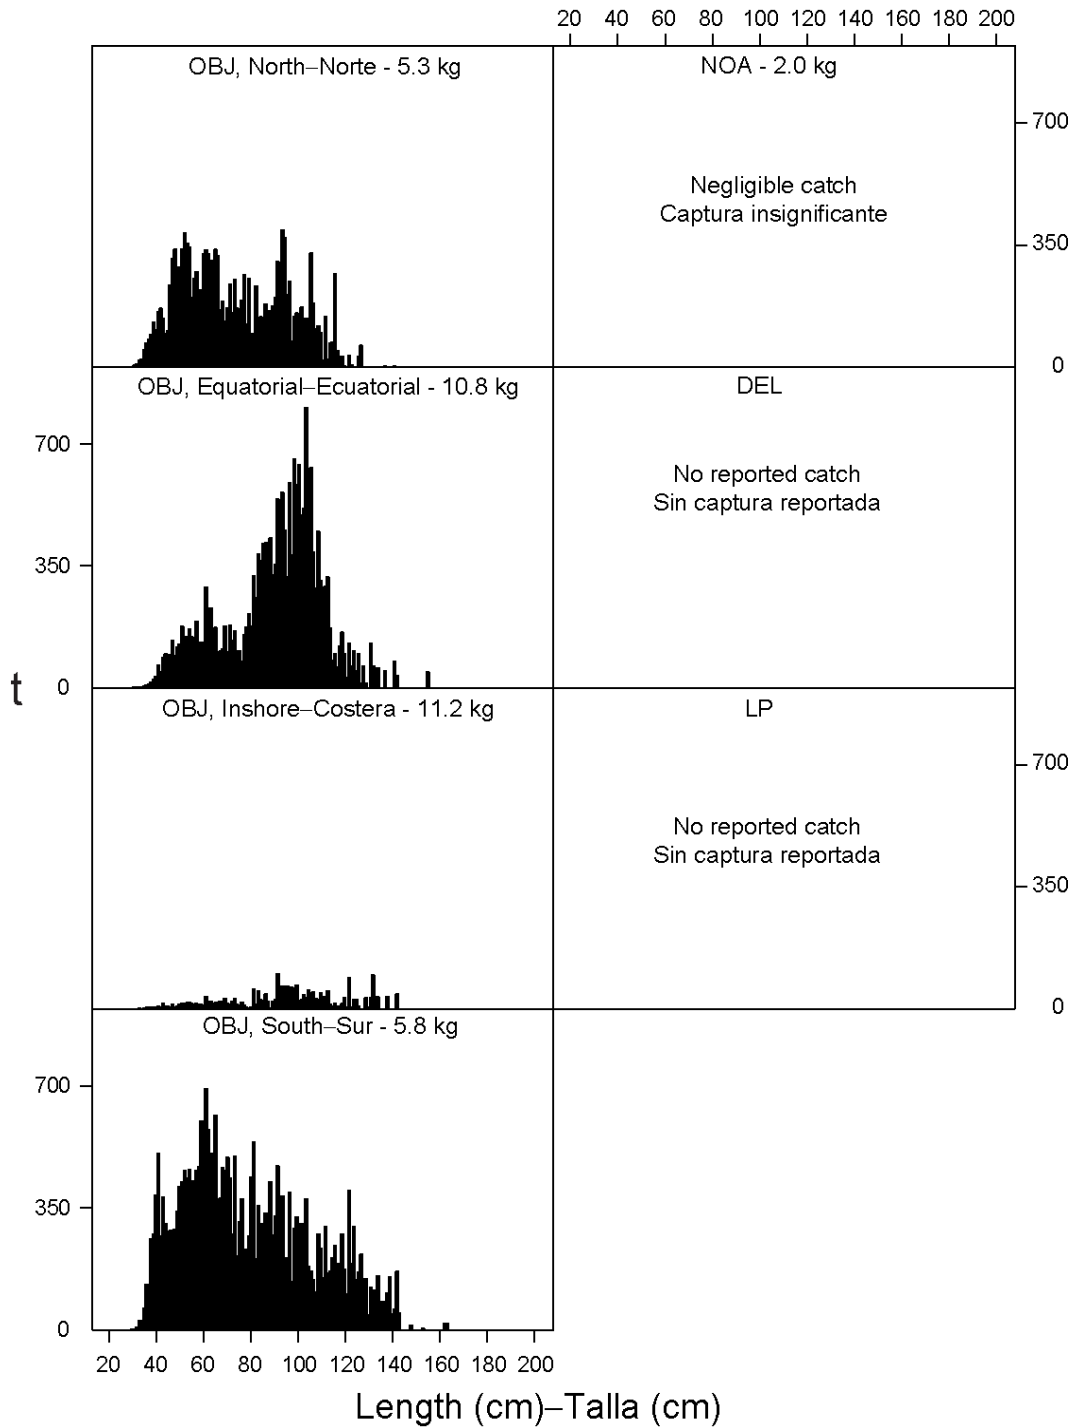 20 40 60 80 100 120 140 160 180 200
OBJ, North–Norte - 5.3 kg
NOA - 2.0 kg
700
Negligible catch
Captura insignificante
350
0
OBJ, Equatorial–Ecuatorial - 10.8 kg
DEL
700
No reported catch
Sin captura reportada
350
t
0
OBJ, Inshore–Costera - 11.2 kg
LP
700
No reported catch
Sin captura reportada
350
0
OBJ, South–Sur - 5.8 kg
700
350
0
20 40 60 80 100 120 140 160 180 200
Length (cm)–Talla (cm)